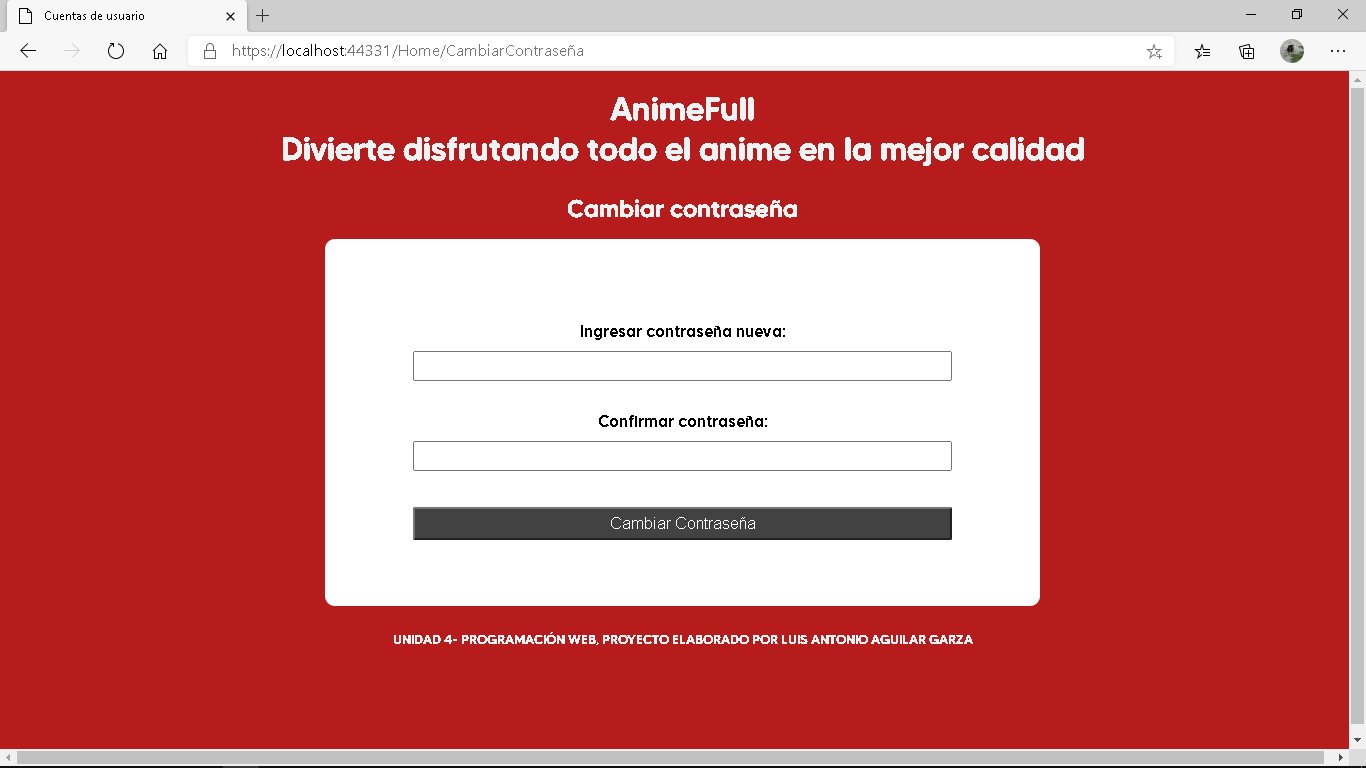 Cuentas de usuario
https://localhost:44331/Home/CambiarContraseña
AnimeFull
Divierte disfrutando todo el anime en la mejor calidad
Cambiar contraseña
Ingresar contraseña nueva:
Confirmar contraseña:
Cambiar Contraseña
UNIDAD 4- PROGRAMACIÓN WEB, PROYECTO ELABORADO POR LUIS ANTONIO AGUILAR GARZA